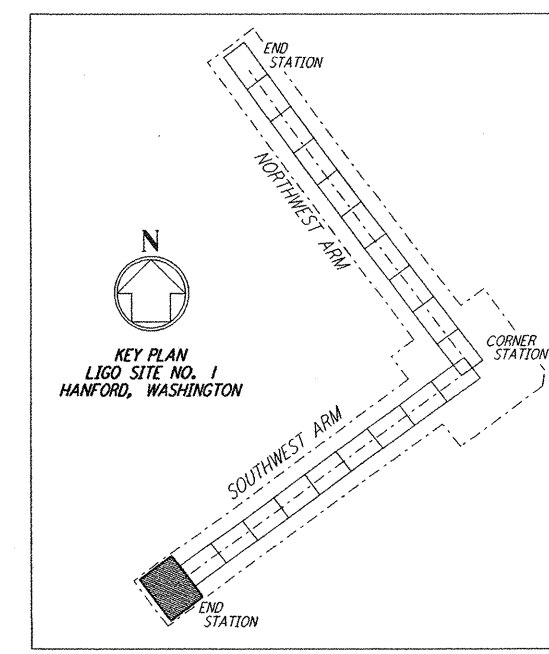 END
STATION
NORTHWEST ARM
N
KEY PLAN
LIGO SITE NO. 1
HANFORD, WASHINGTON
CORNER
STATION
SOUTHWEST ARM
END
STATION